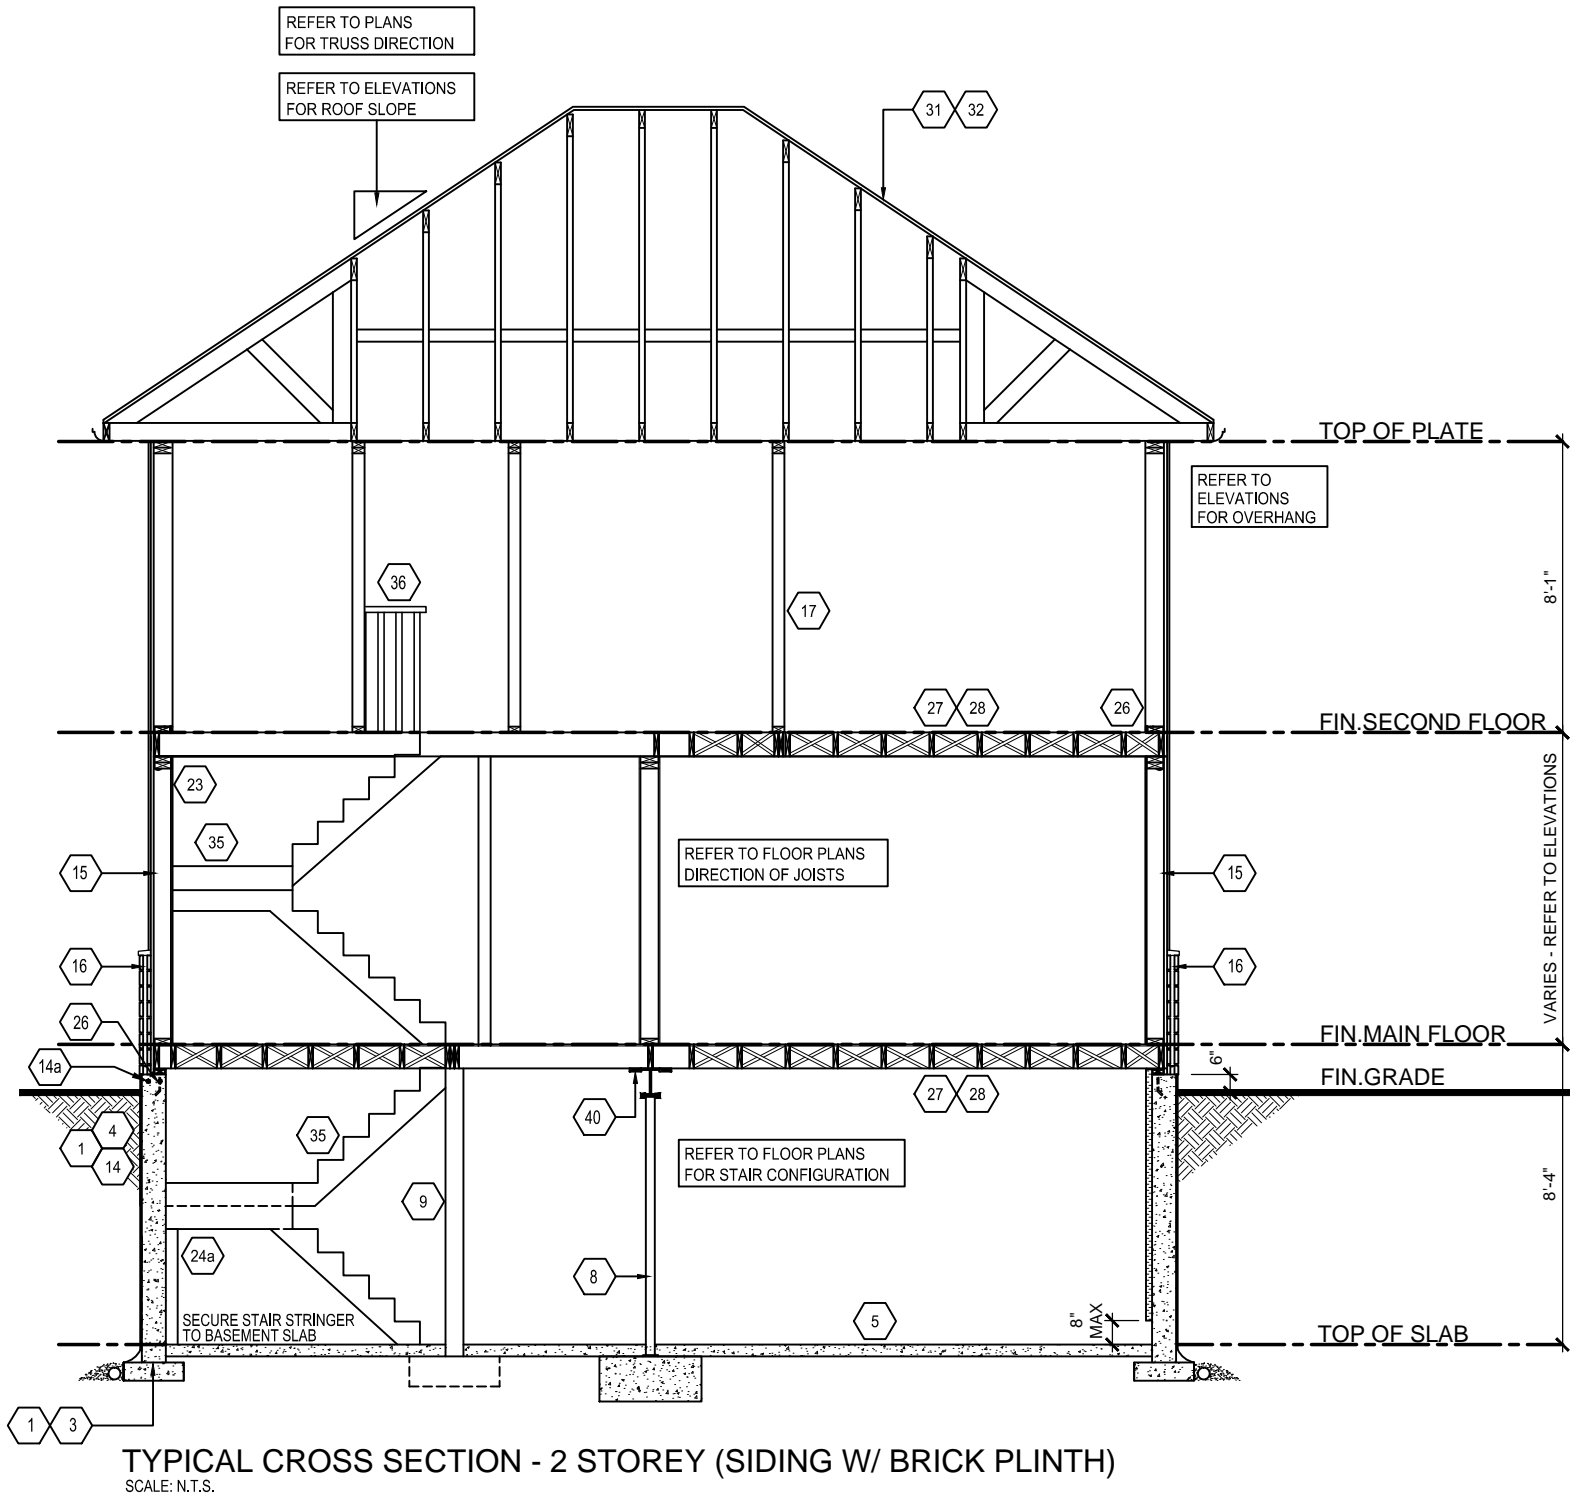 REFER TO PLANS
FOR TRUSS DIRECTION
REFER TO ELEVATIONS
FOR ROOF SLOPE
31 32
TOP OF PLATE
REFER TO
ELEVATIONS
FOR OVERHANG
36
17
8'-1"
27 28
26
FIN.SECOND FLOOR
23
35
15
REFER TO FLOOR PLANS
DIRECTION OF JOISTS
15
VARIES - REFER TO ELEVATIONS
16
16
26
FIN.MAIN FLOOR
14a
6"
FIN.GRADE
27 28
40
4
1
14
35
REFER TO FLOOR PLANS
FOR STAIR CONFIGURATION
8'-4"
9
24a
8
SECURE STAIR STRINGER
TO BASEMENT SLAB
5
8"
MAX
TOP OF SLAB
1 3
TYPICAL CROSS SECTION - 2 STOREY (SIDING W/ BRICK PLINTH)
SCALE: N.T.S.